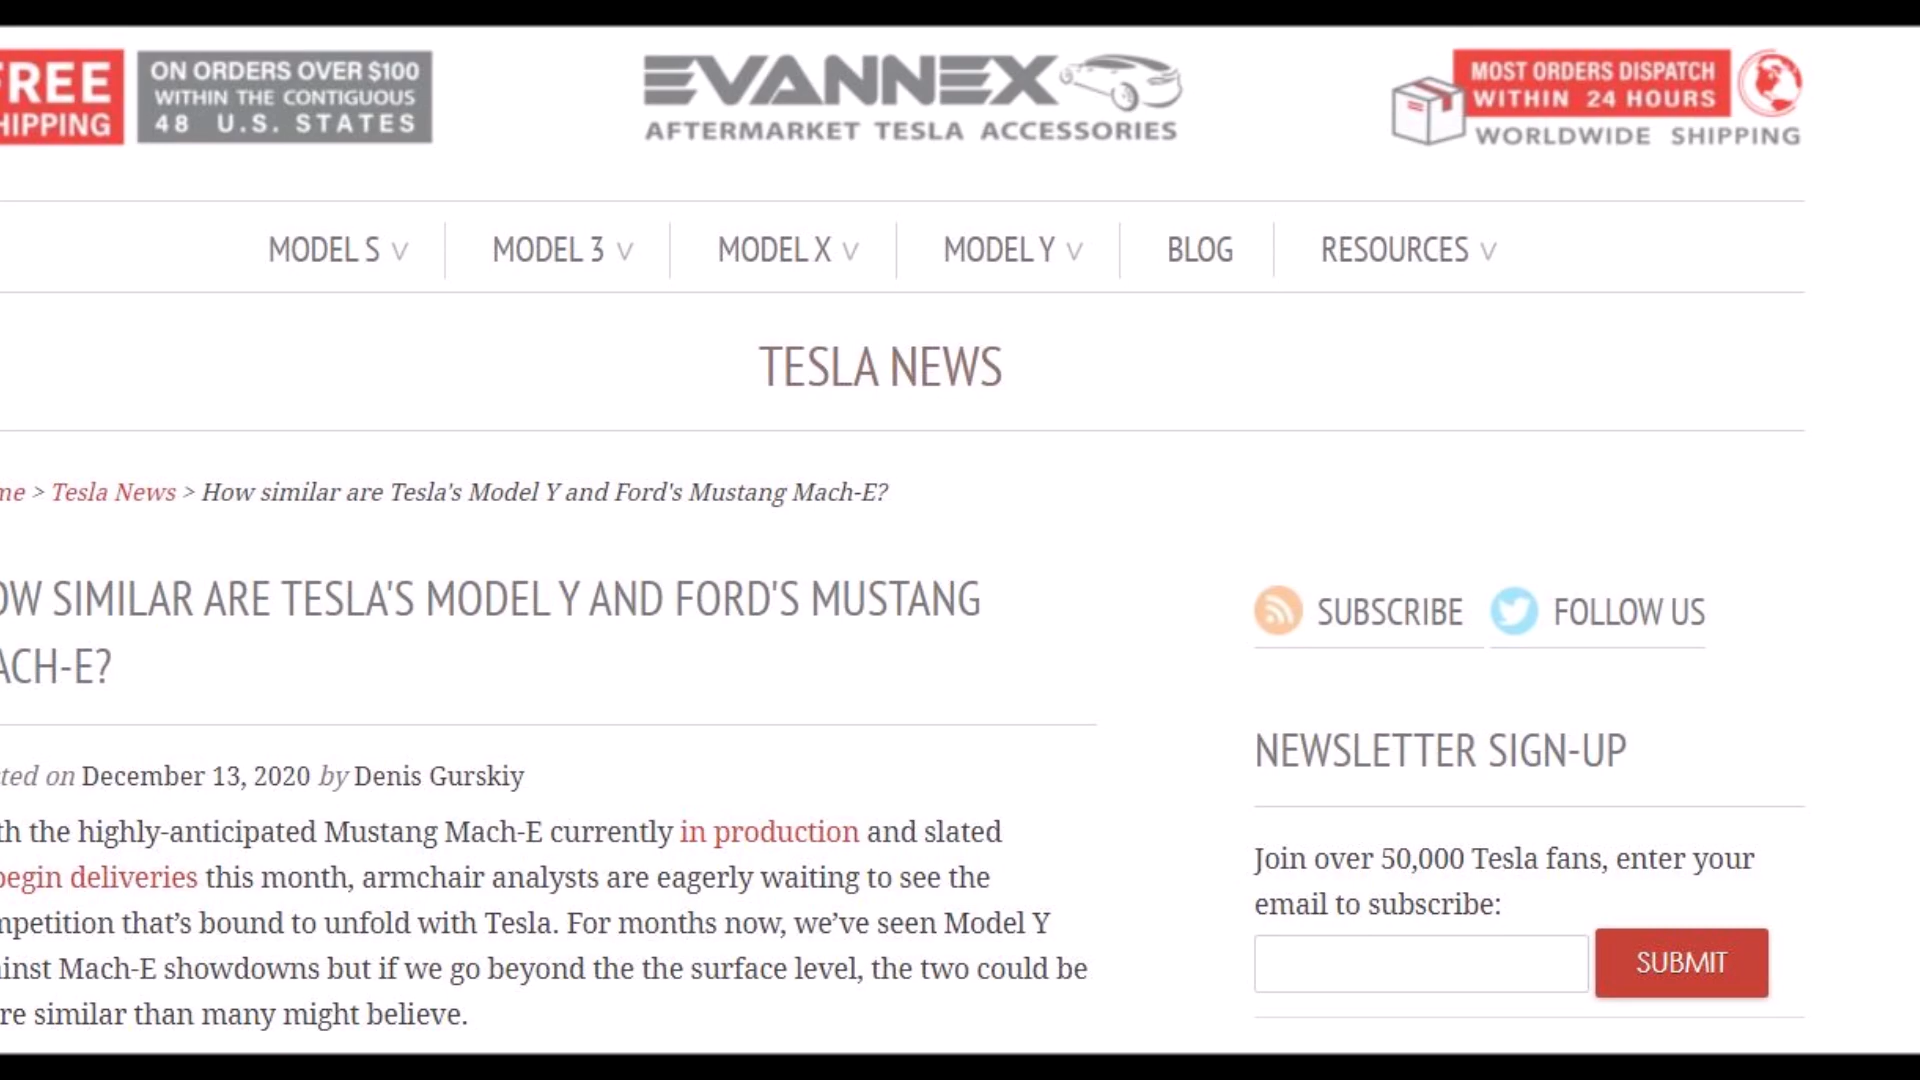 FREE
HIPPING
ON ORDERS OVER $100
WITHIN THE CONTIGUOUS
48 U.S. STATES
EVANNEX
AFTERMARKET TESLA ACCESSORIES
MOST ORDERS DISPATCH
WITHIN 24 HOURS
WORLDWIDE SHIPPING
MODEL S MODEL 3 MODEL X MODEL Y BLOG RESOURCES
TESLA NEWS
me > Tesla News > How similar are Tesla's Model Y and Ford's Mustang Mach-E?
OW SIMILAR ARE TESLA'S MODEL Y AND FORD'S MUSTANG
ACH-E?
ted on December 13, 2020 by Denis Gurskiy
th the highly-anticipated Mustang Mach-E currently in production and slated
begin deliveries this month, armchair analysts are eagerly waiting to see the
mpetition that’s bound to unfold with Tesla. For months now, we’ve seen Model Y
inst Mach-E showdowns but if we go beyond the the surface level, the two could be
re similar than many might believe.
SUBSCRIBE FOLLOW US
NEWSLETTER SIGN-UP
Join over 50,000 Tesla fans, enter your
email to subscribe:
SUBMIT